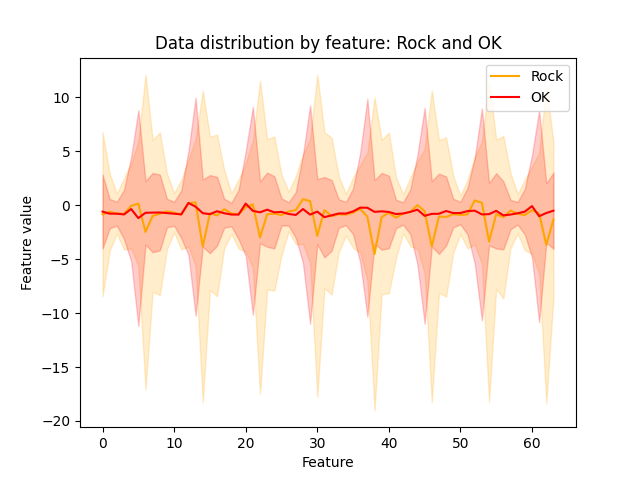 Data distribution by feature: Rock and OK
Rock
OK
10
5
0
−5
−10
−15
−20
Feature value
0
10
20
30
40
50
60
Feature